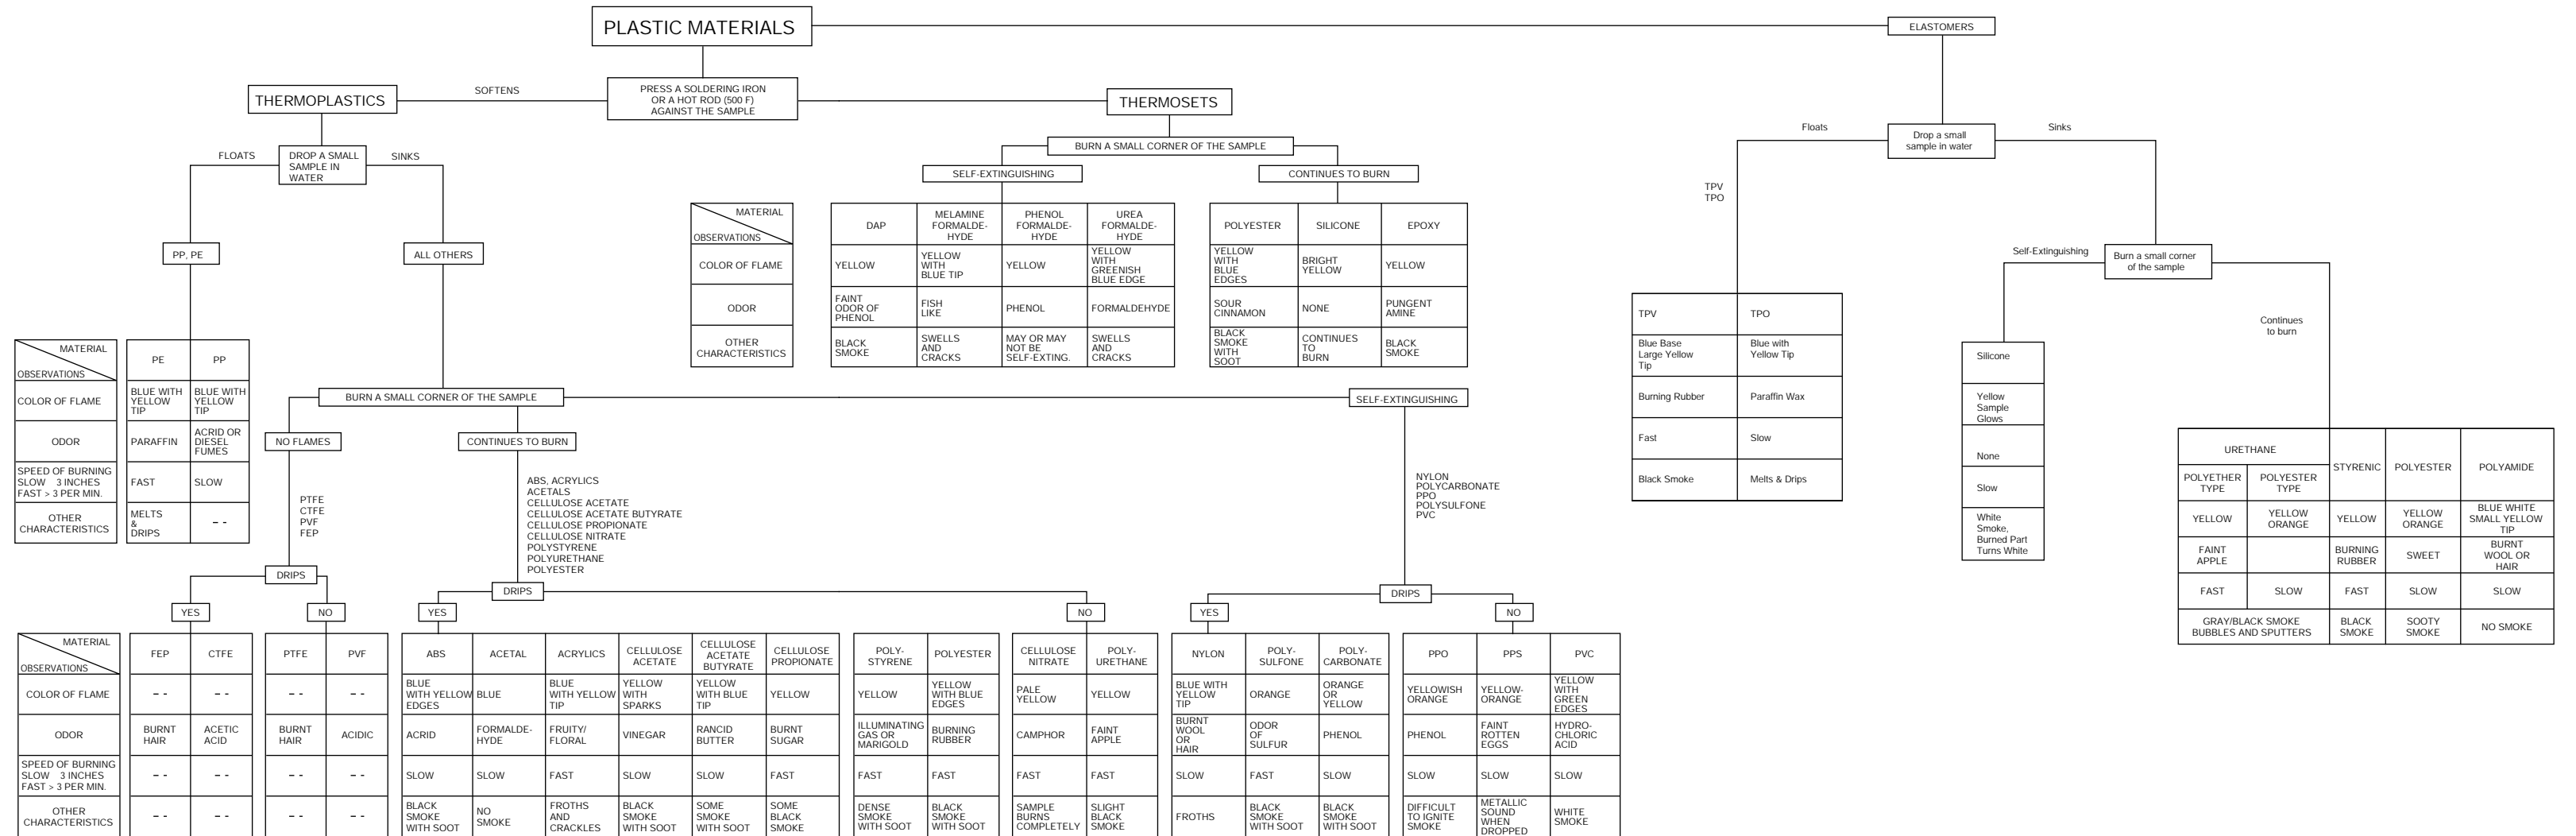 PLASTIC MATERIALS
ELASTOMERS
THERMOPLASTICS
SOFTENS
PRESS A SOLDERING IRON
OR A HOT ROD (500 F)
AGAINST THE SAMPLE
THERMOSETS
FLOATS
DROP A SMALL
SAMPLE IN
WATER
SINKS
PP, PE
ALL OTHERS
BURN A SMALL CORNER OF THE SAMPLE
SELF-EXTINGUISHING
CONTINUES TO BURN
MATERIAL
OBSERVATIONS
DAP
MELAMINE
FORMALDE-
HYDE
PHENOL
FORMALDE-
HYDE
UREA
FORMALDE-
HYDE
POLYESTER
SILICONE
EPOXY
COLOR OF FLAME
YELLOW
YELLOW
WITH
BLUE TIP
YELLOW
YELLOW
WITH
GREENISH
BLUE EDGE
YELLOW
WITH
BLUE
EDGES
BRIGHT
YELLOW
YELLOW
ODOR
FAINT
ODOR OF
PHENOL
FISH
LIKE
PHENOL
FORMALDEHYDE
SOUR
CINNAMON
NONE
PUNGENT
AMINE
OTHER
CHARACTERISTICS
BLACK
SMOKE
SWELLS
AND
CRACKS
MAY OR MAY
NOT BE
SELF-EXTING.
SWELLS
AND
CRACKS
BLACK
SMOKE
WITH
SOOT
CONTINUES
TO
BURN
BLACK
SMOKE
Floats
Drop a small
sample in water
Sinks
TPV
TPO
Self-Extinguishing
Burn a small corner
of the sample
Continues
to burn
TPV
TPO
Blue Base
Large Yellow
Tip
Blue with
Yellow Tip
Burning Rubber
Paraffin Wax
Fast
Slow
Black Smoke
Melts & Drips
Silicone
Yellow
Sample
Glows
None
Slow
White
Smoke,
Burned Part
Turns White
URETHANE
POLYETHER
TYPE
POLYESTER
TYPE
STYRENIC
POLYESTER
POLYAMIDE
YELLOW
YELLOW
ORANGE
YELLOW
YELLOW
ORANGE
BLUE WHITE
SMALL YELLOW
TIP
FAINT
APPLE
BURNING
RUBBER
SWEET
BURNT
WOOL OR
HAIR
FAST
SLOW
FAST
SLOW
SLOW
GRAY/BLACK SMOKE
BUBBLES AND SPUTTERS
BLACK
SMOKE
SOOTY
SMOKE
NO SMOKE
MATERIAL
OBSERVATIONS
PE
PP
COLOR OF FLAME
BLUE WITH
YELLOW
TIP
BLUE WITH
YELLOW
TIP
ODOR
PARAFFIN
ACRID OR
DIESEL
FUMES
SPEED OF BURNING
SLOW 3 INCHES
FAST > 3 PER MIN.
FAST
SLOW
OTHER
CHARACTERISTICS
MELTS
&
DRIPS
- -
BURN A SMALL CORNER OF THE SAMPLE
SELF-EXTINGUISHING
NO FLAMES
CONTINUES TO BURN
PTFE
CTFE
PVF
FEP
ABS, ACRYLICS
ACETALS
CELLULOSE ACETATE
CELLULOSE ACETATE BUTYRATE
CELLULOSE PROPIONATE
CELLULOSE NITRATE
POLYSTYRENE
POLYURETHANE
POLYESTER
NYLON
POLYCARBONATE
PPO
POLYSULFONE
PVC
DRIPS
DRIPS
DRIPS
YES
NO
YES
NO
YES
NO
MATERIAL
OBSERVATIONS
FEP
CTFE
PTFE
PVF
ABS
ACETAL
ACRYLICS
CELLULOSE
ACETATE
CELLULOSE
ACETATE
BUTYRATE
CELLULOSE
PROPIONATE
POLY-
STYRENE
POLYESTER
CELLULOSE
NITRATE
POLY-
URETHANE
NYLON
POLY-
SULFONE
POLY-
CARBONATE
PPO
PPS
PVC
COLOR OF FLAME
- -
- -
- -
- -
BLUE
WITH YELLOW
EDGES
BLUE
BLUE
WITH YELLOW
TIP
YELLOW
WITH
SPARKS
YELLOW
WITH BLUE
TIP
YELLOW
YELLOW
YELLOW
WITH BLUE
EDGES
PALE
YELLOW
YELLOW
BLUE WITH
YELLOW
TIP
ORANGE
ORANGE
OR
YELLOW
YELLOWISH
ORANGE
YELLOW-
ORANGE
YELLOW
WITH
GREEN
EDGES
ODOR
BURNT
HAIR
ACETIC
ACID
BURNT
HAIR
ACIDIC
ACRID
FORMALDE-
HYDE
FRUITY/
FLORAL
VINEGAR
RANCID
BUTTER
BURNT
SUGAR
ILLUMINATING
GAS OR
MARIGOLD
BURNING
RUBBER
CAMPHOR
FAINT
APPLE
BURNT
WOOL
OR
HAIR
ODOR
OF
SULFUR
PHENOL
PHENOL
FAINT
ROTTEN
EGGS
HYDRO-
CHLORIC
ACID
SPEED OF BURNING
SLOW 3 INCHES
FAST > 3 PER MIN.
- -
- -
- -
- -
SLOW
SLOW
FAST
SLOW
SLOW
FAST
FAST
FAST
FAST
FAST
SLOW
FAST
SLOW
SLOW
SLOW
SLOW
OTHER
CHARACTERISTICS
- -
- -
- -
- -
BLACK
SMOKE
WITH SOOT
NO
SMOKE
FROTHS
AND
CRACKLES
BLACK
SMOKE
WITH SOOT
SOME
SMOKE
WITH SOOT
SOME
BLACK
SMOKE
DENSE
SMOKE
WITH SOOT
BLACK
SMOKE
WITH SOOT
SAMPLE
BURNS
COMPLETELY
SLIGHT
BLACK
SMOKE
FROTHS
BLACK
SMOKE
WITH SOOT
BLACK
SMOKE
WITH SOOT
DIFFICULT
TO IGNITE
SMOKE
METALLIC
SOUND
WHEN
DROPPED
WHITE
SMOKE